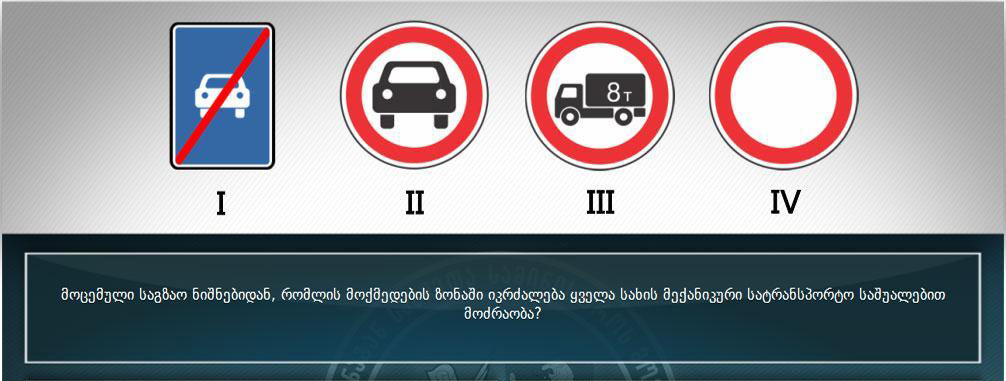 8т
I II III IV
მოცემული საგზაო ნიშნებიდან, რომლის მოქმედების ზონაში იკრძალება ყველა სახის მექანიკური სატრანსპორტო საშუალებით
მოძრაობა?